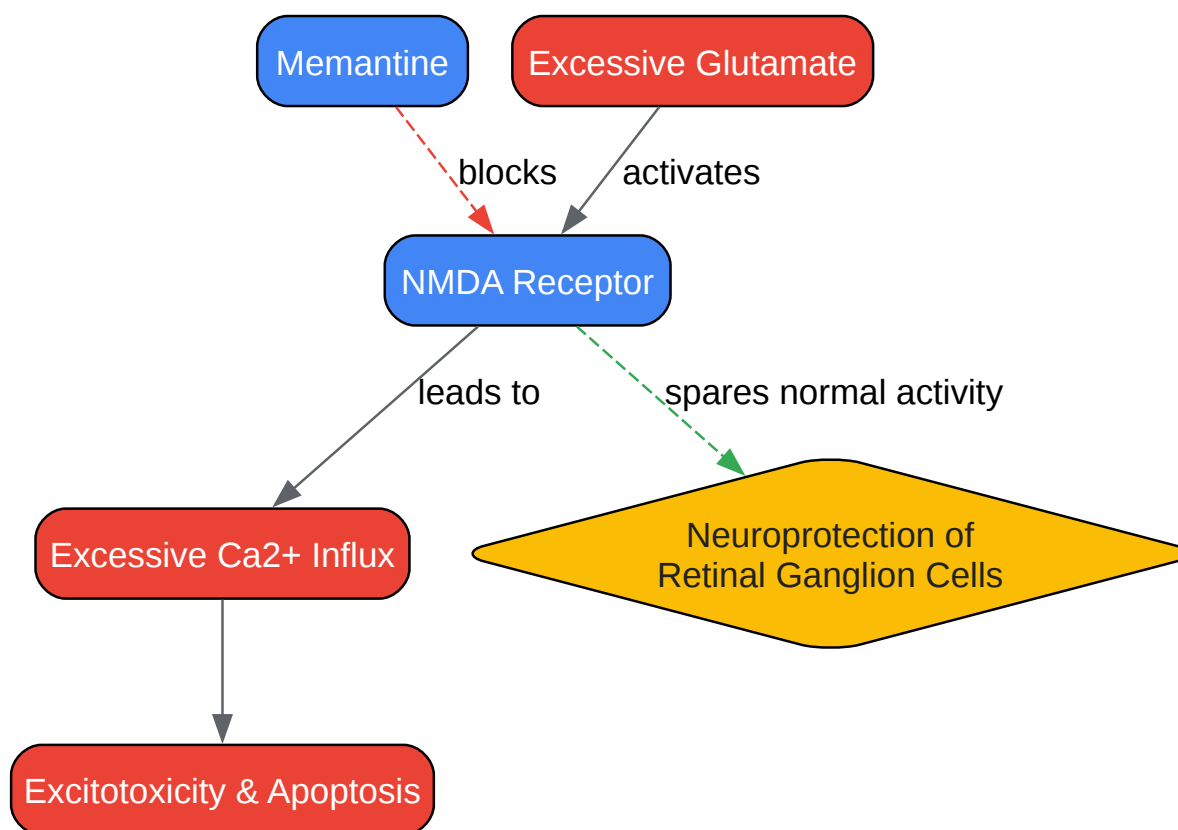 Memantine
Excessive Glutamate
blocks
activates
NMDA Receptor
leads to
spares normal activity
Excessive Ca2+ Influx
Neuroprotection of
Retinal Ganglion Cells
Excitotoxicity & Apoptosis